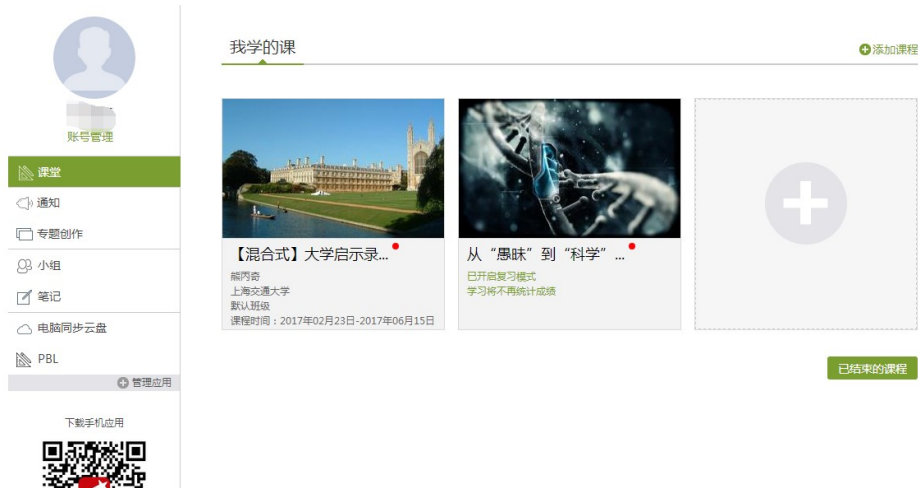 账号管理
课堂
通知
专题创作
小组
笔记
电脑同步云盘
PBL
管理应用
下载手机应用
我学的课
添加课程
【混合式】大学启示录...
熊丙奇
上海交通大学
默认班级
课程时间：2017年02月23日-2017年06月15日
从“愚昧”到“科学”...
已开启复习模式
学习将不再统计成绩
已结束的课程